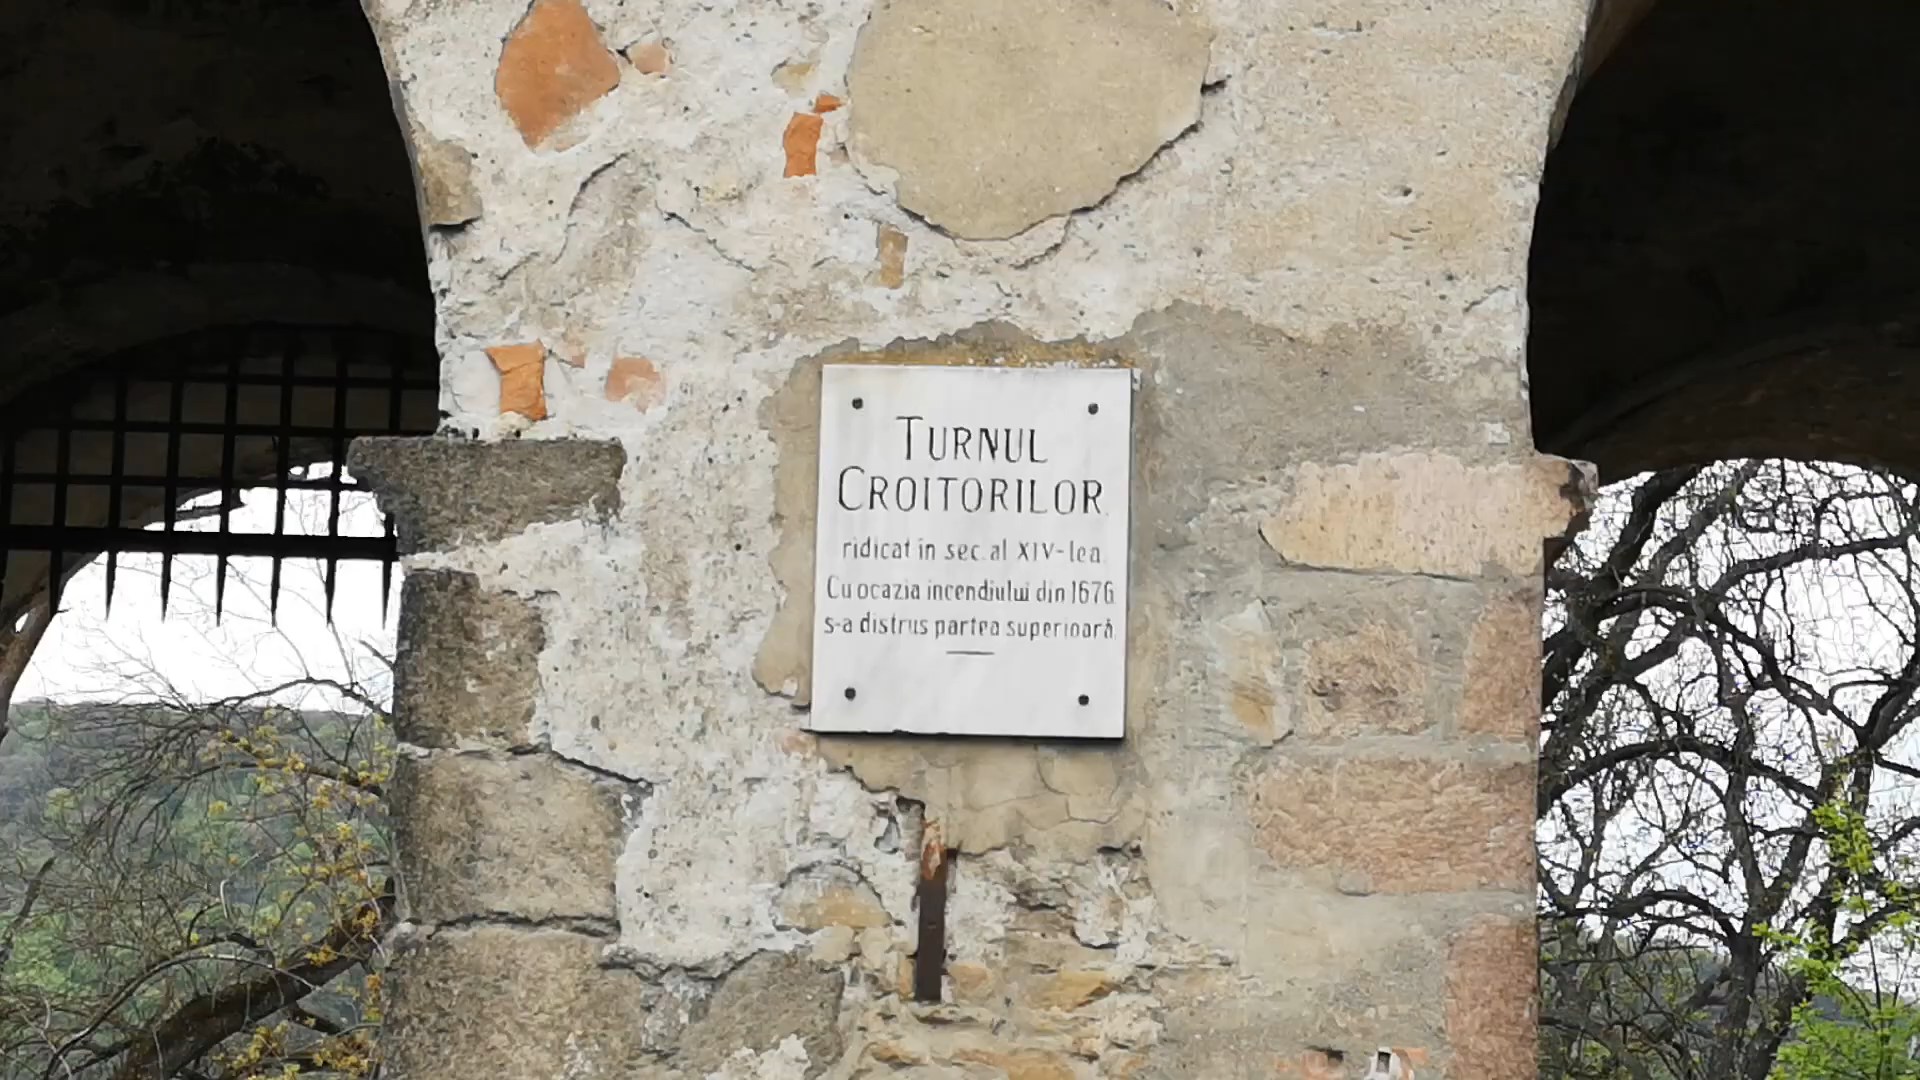 TURNUL
CROITORILOR
ridicat în sec. al XIV-lea.
Cu ocazia incendiului din 1676
s-a distrus partea superioară.